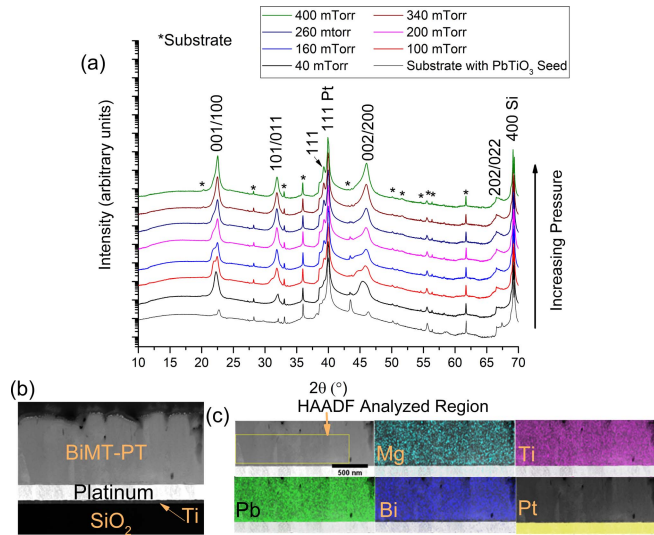 400 mTorr 340 mTorr
260 mtorr 200 mTorr
160 mTorr 100 mTorr
40 mTorr Substrate with PbTiO₃ Seed
*Substrate
(a)
Intensity (arbitrary units)
001/100
101/011
111
111 Pt
002/200
202/022
400 Si
* * * * * * * * * *
Increasing Pressure
10 15 20 25 30 35 40 45 50 55 60 65 70
2θ (°)
(b)
BiMT-PT
Platinum
Ti
SiO₂
(c)
HAADF Analyzed Region
500 nm
Mg
Ti
Pb
Bi
Pt